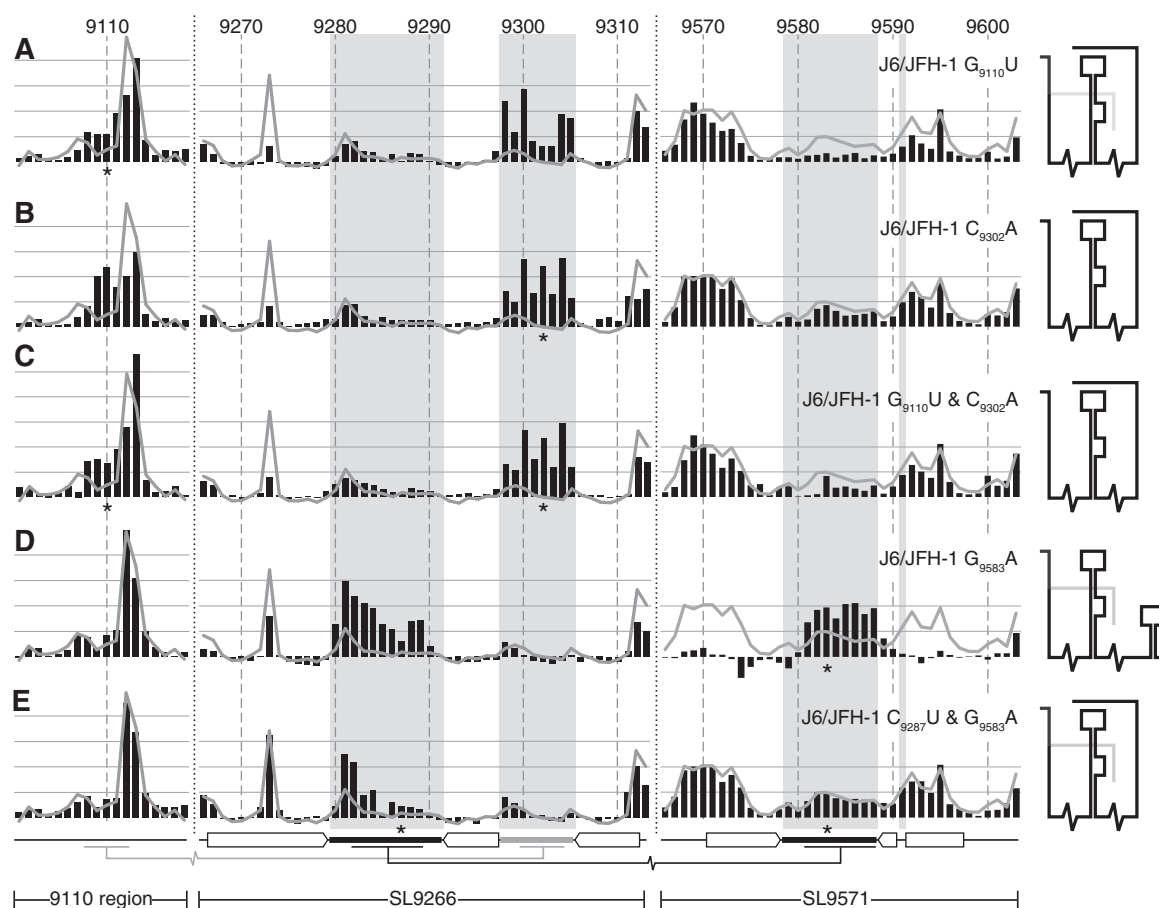 9110 9270 9280 9290 9300 9310 9570 9580 9590 9600
A
J6/JFH-1 G9110U
*
B
J6/JFH-1 C9302A
*
C
J6/JFH-1 G9110U & C9302A
* *
D
J6/JFH-1 G9583A
*
E
J6/JFH-1 C9287U & G9583A
* *
9110 region SL9266 SL9571